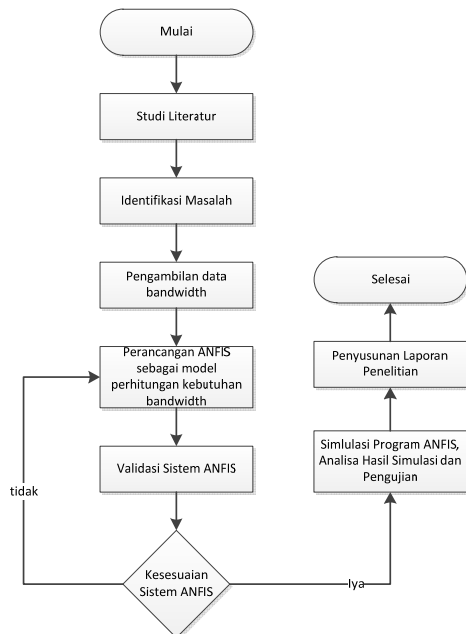 Mulai
Studi Literatur
Identifikasi Masalah
Pengambilan data
bandwidth
Perancangan ANFIS
sebagai model
perhitungan kebutuhan
bandwidth
Validasi Sistem ANFIS
tidak
Kesesuaian
Sistem ANFIS
Iya
Simlulasi Program ANFIS,
Analisa Hasil Simulasi dan
Pengujian
Penyusunan Laporan
Penelitian
Selesai